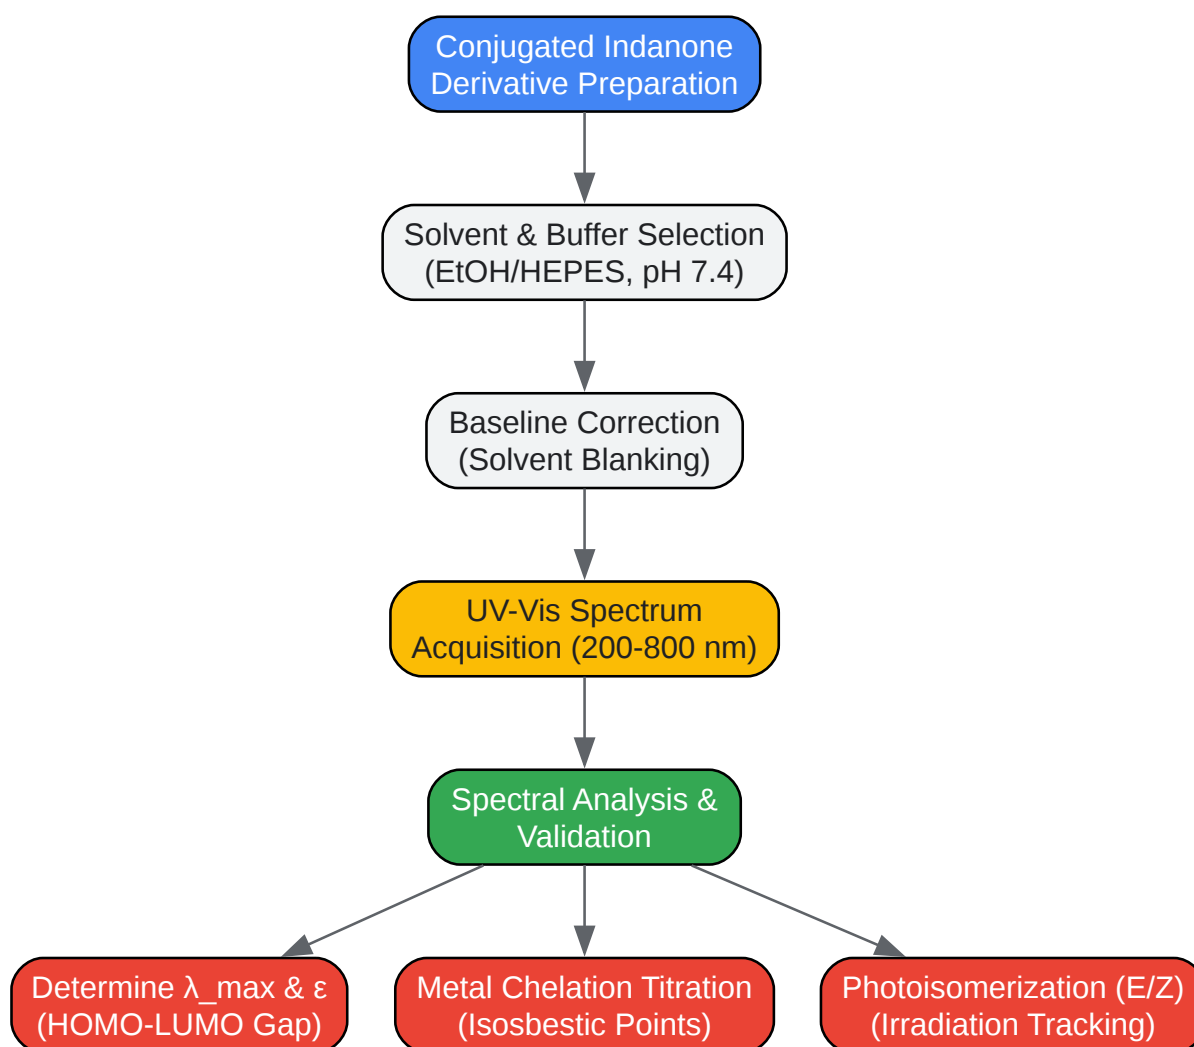 Conjugated Indanone
Derivative Preparation
Solvent & Buffer Selection
(EtOH/HEPES, pH 7.4)
Baseline Correction
(Solvent Blanking)
UV-Vis Spectrum
Acquisition (200-800 nm)
Spectral Analysis &
Validation
Determine λ_max & ε
(HOMO-LUMO Gap)
Metal Chelation Titration
(Isosbestic Points)
Photoisomerization (E/Z)
(Irradiation Tracking)